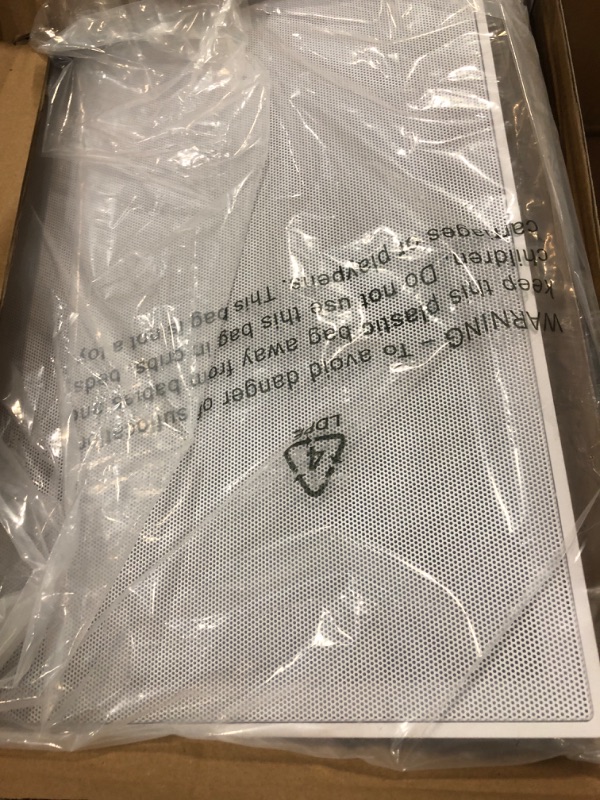 WARNING – To avoid danger of suffocation
keep this plastic bag away from babies and
children. Do not use this bag in cribs, beds,
carriages or playpens. This bag is not a toy.
4
LDPE